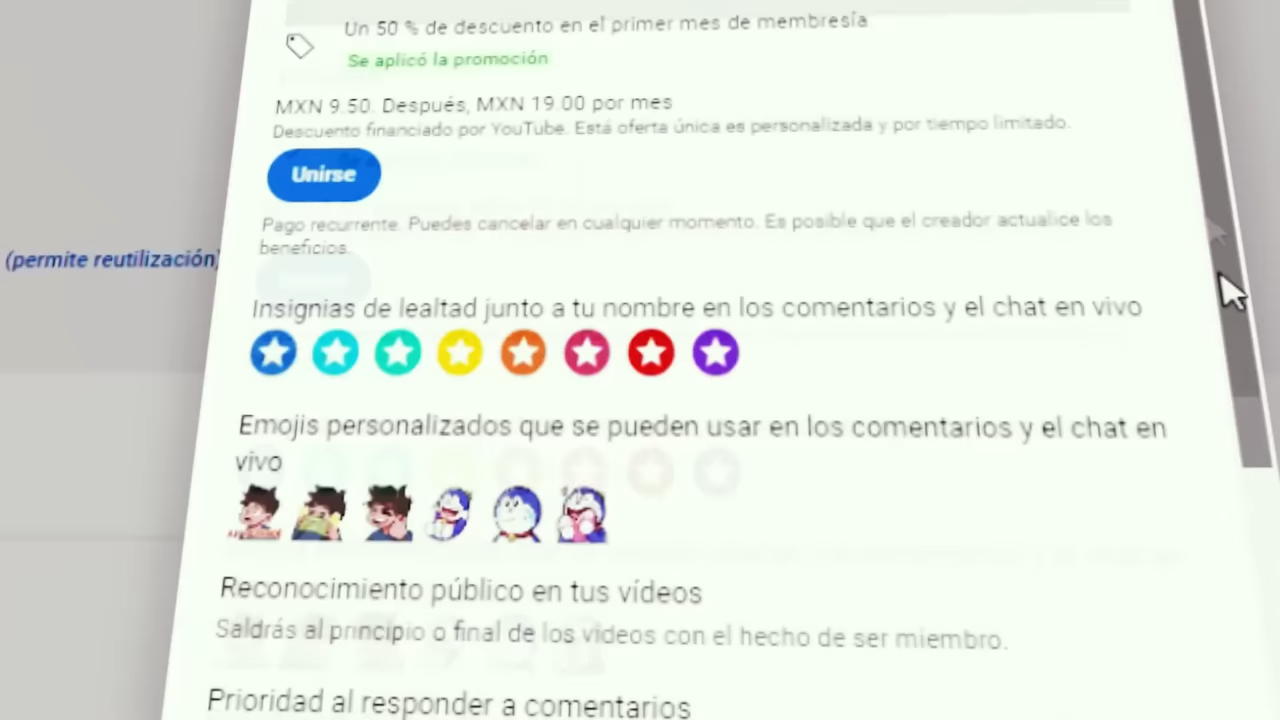 Un 50 % de descuento en el primer mes de membresía
Se aplicó la promoción
MXN 9.50. Después, MXN 19.00 por mes
Descuento financiado por YouTube. Está oferta única es personalizada y por tiempo limitado.
Unirse
Pago recurrente. Puedes cancelar en cualquier momento. Es posible que el creador actualice los
beneficios.
(permite reutilización)
Insignias de lealtad junto a tu nombre en los comentarios y el chat en vivo
Emojis personalizados que se pueden usar en los comentarios y el chat en
vivo
Reconocimiento público en tus vídeos
Saldrás al principio o final de los videos con el hecho de ser miembro.
Prioridad al responder a comentarios